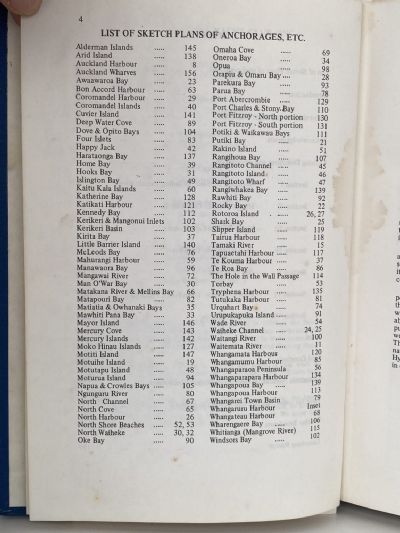 4
LIST OF SKETCH PLANS OF ANCHORAGES, ETC.
Alderman Islands ..... 145
Arid Island ..... 138
Auckland Harbour ..... 8
Auckland Wharves ..... 156
Awaawaroa Bay ..... 23
Bon Accord Harbour ..... 63
Coromandel Harbour ..... 29
Coromandel Islands ..... 40
Cuvier Island ..... 141
Deep Water Cove ..... 89
Dove & Opito Bays ..... 104
Four Islets ..... 83
Happy Jack ..... 42
Harataonga Bay ..... 137
Home Bay ..... 39
Hooks Bay ..... 31
Islington Bay ..... 49
Kaitu Kala Islands ..... 60
Katherine Bay ..... 128
Katikati Harbour ..... 121
Kennedy Bay ..... 112
Kerikeri & Mangonui Inlets 102
Kerikeri Basin ..... 103
Kirita Bay ..... 37
Little Barrier Island ..... 140
McLeods Bay ..... 76
Mahurangi Harbour ..... 59
Manawaora Bay ..... 96
Mangawai River ..... 72
Man O'War Bay ..... 30
Matakana River & Mellins Bay 66
Matapouri Bay ..... 82
Matiatia & Owhanaki Bays 35
Mawhiti Pana Bay ..... 33
Mayor Island ..... 146
Mercury Cove ..... 143
Mercury Islands ..... 142
Moko Hinau Islands ..... 127
Motiti Island ..... 147
Motuihe Island ..... 19
Motutapu Island ..... 48
Moturua Island ..... 94
Napua & Crowles Bays ..... 105
Ngunguru River ..... 80
North Channel ..... 67
North Cove ..... 65
North Harbour ..... 26
North Shore Beaches ..... 52, 53
North Waiheke ..... 30, 32
Oke Bay ..... 90
Omaha Cove ..... 69
Oneroa Bay ..... 34
Opua ..... 98
Orapiu & Omaru Bay .... 28
Parekura Bay ..... 93
Parua Bay ..... 78
Port Abercrombie ..... 129
Port Charles & Stony Bay 110
Port Fitzroy - North portion 130
Port Fitzroy - South portion 131
Potiki & Waikawau Bays 111
Putiki Bay ..... 21
Rakino Island ..... 51
Rangihoua Bay ..... 107
Rangitoto Channel ..... 45
Rangitoto Island ..... 46
Rangitoto Wharf ..... 47
Rangiwhakea Bay ..... 139
Rawhiti Bay ..... 92
Rocky Bay ..... 22
Rotoroa Island ..... 26, 27
Shark Bay ..... 25
Slipper Island ..... 119
Tairua Harbour ..... 118
Tamaki River ..... 15
Tapuaetahi Harbour ..... 117
Te Kouma Harbour ..... 37
Te Roa Bay ..... 86
The Hole in the Wall Passage 114
Torbay ..... 53
Tryphena Harbour ..... 135
Tutukaka Harbour ..... 81
Urquhart Bay ..... 74
Urupukapuka Island ..... 91
Wade River ..... 54
Waiheke Channel ..... 24, 25
Waitangi River ..... 100
Waitemata River ..... 11
Whangamata Harbour 120
Whangamumu Harbour 85
Whangaparaoa Peninsula 56
Whangaparapara Harbour 134
Whangapoua Bay ..... 139
Whangapoua Harbour ..... 113
Whangarei Town Basin 79
Whangaruru Harbour Inset
Whangateau Harbour ..... 68
Wharengaere Bay ..... 106
Whitianga (Mangrove River) 115
Windsors Bay ..... 102